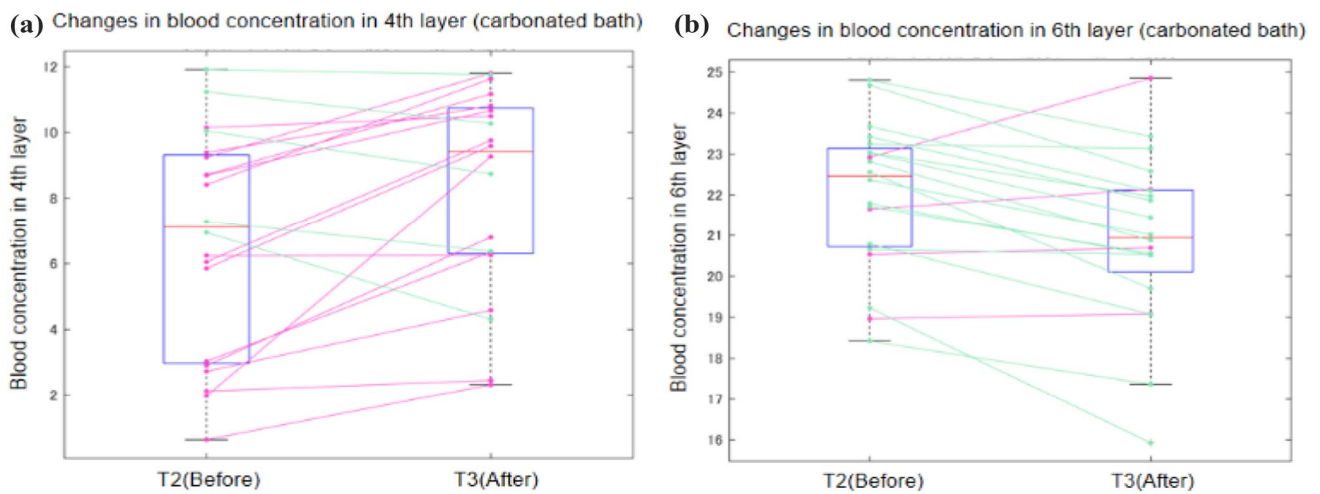 (a) Changes in blood concentration in 4th layer (carbonated bath)
Blood concentration in 4th layer
12
10
8
6
4
2
T2(Before) T3(After)
(b) Changes in blood concentration in 6th layer (carbonated bath)
Blood concentration in 6th layer
25
24
23
22
21
20
19
18
17
16
T2(Before) T3(After)